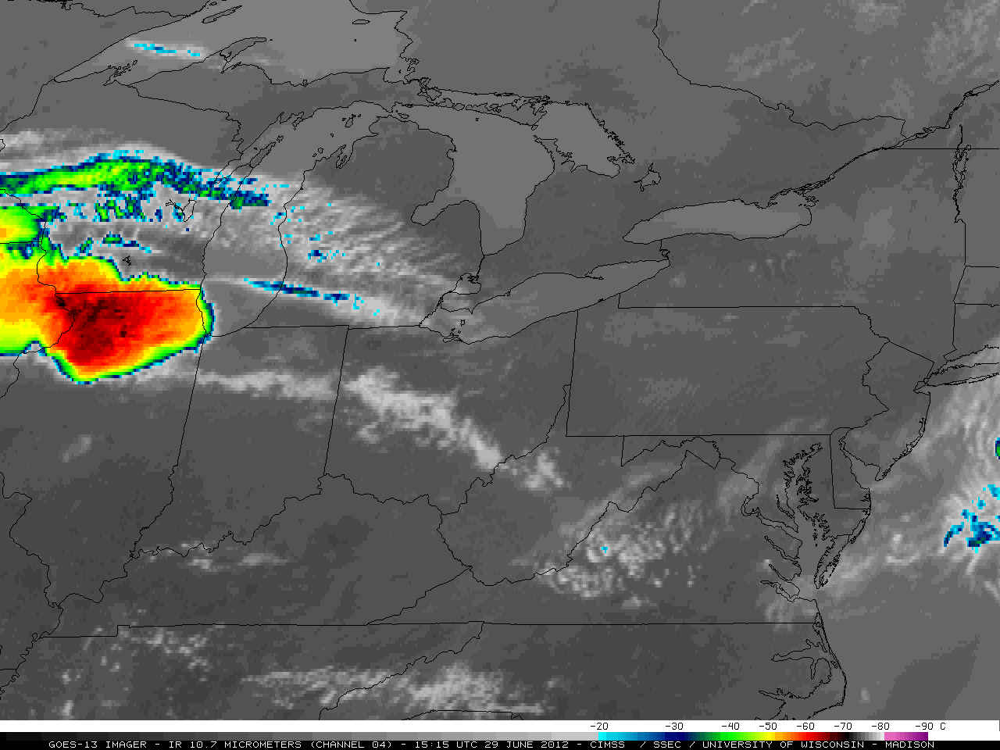 -20 -30 -40 -50 -60 -70 -80 -90 C
GOES-13 IMAGER - IR 10.7 MICROMETERS (CHANNEL 04) - 15:15 UTC 29 JUNE 2012 - CIMSS / SSEC / UNIVERSITY OF WISCONSIN - MADISON